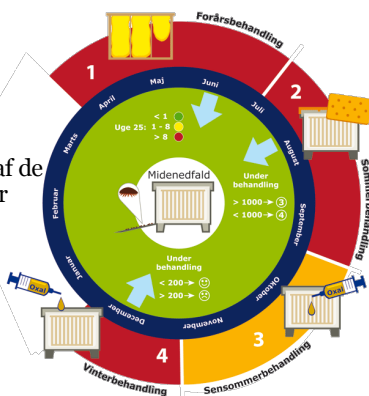 Forårsbehandling
1
2
Sommerbehandling
3
Sensommerbehandling
4
Vinterbehandling
Januar
Februar
Marts
April
Maj
Juni
Juli
August
September
Oktober
November
December
< 1
Uge 25: 1 - 8
> 8
Midenedfald
Under
behandling
> 1000 → 3
< 1000 → 4
Under
behandling
< 200 → ☺
> 200 → ☹
Oxal
Oxal
af de
r